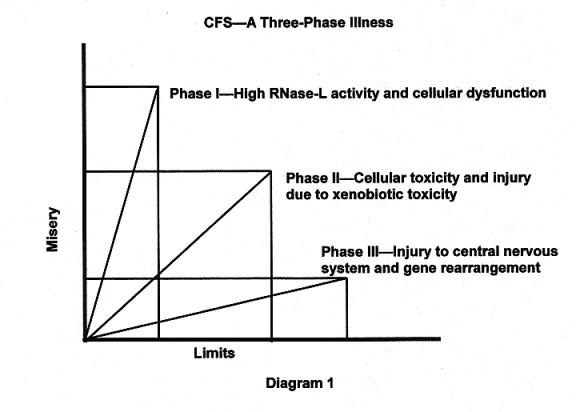 CFS—A Three-Phase Illness
Phase I—High RNase-L activity and cellular dysfunction
Phase II—Cellular toxicity and injury
due to xenobiotic toxicity
Phase III—Injury to central nervous
system and gene rearrangement
Misery
Limits
Diagram 1